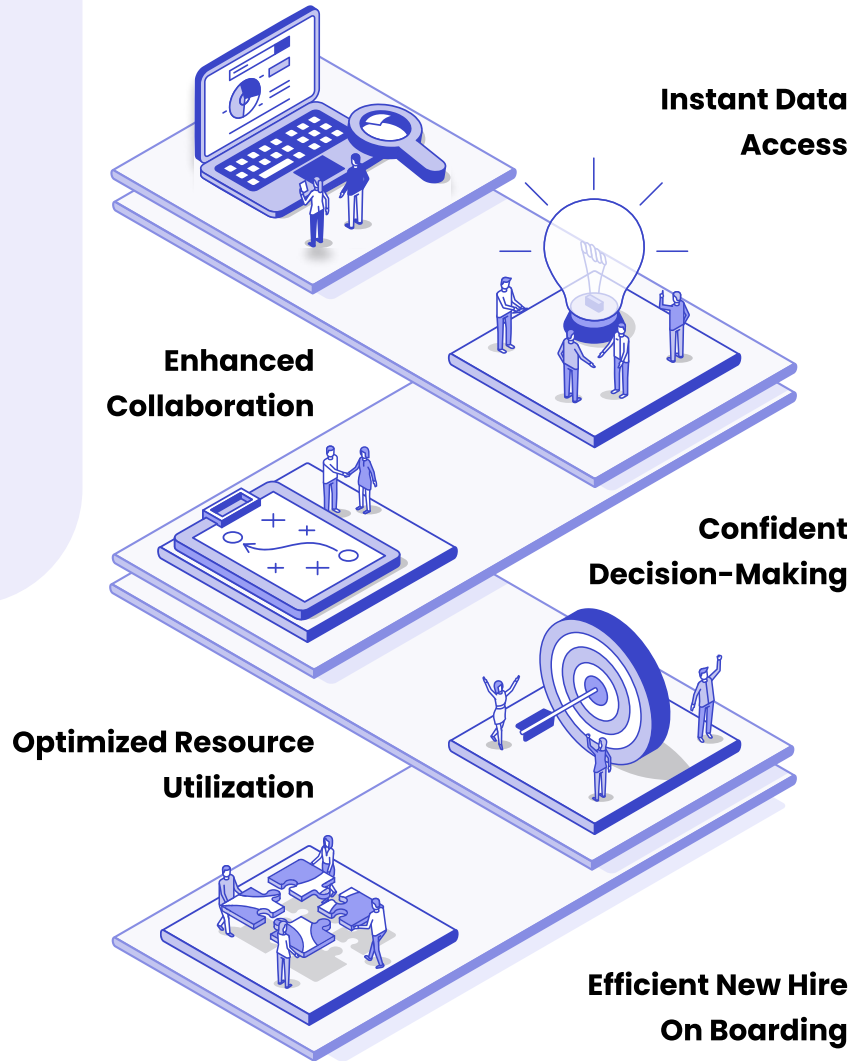 Instant Data
Access
Enhanced
Collaboration
Confident
Decision-Making
Optimized Resource
Utilization
Efficient New Hire
On Boarding